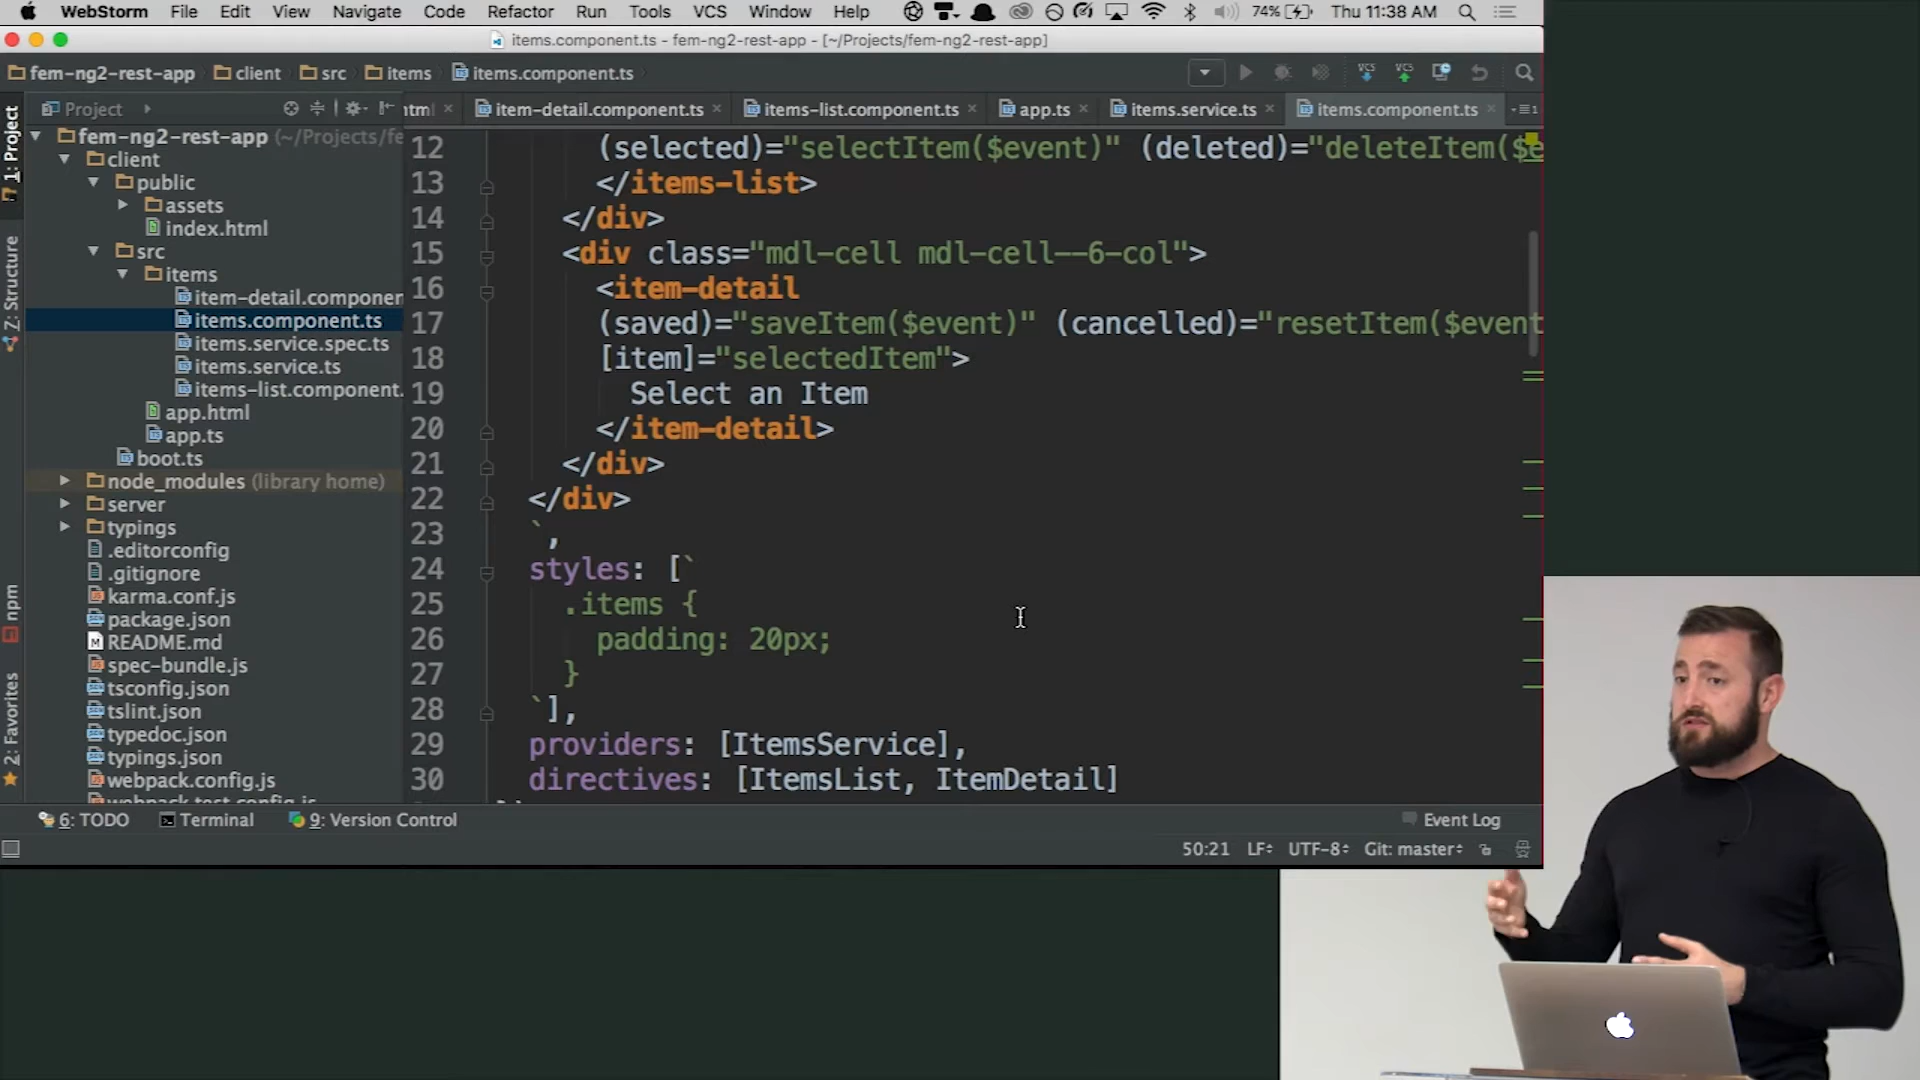 WebStorm File Edit View Navigate Code Refactor Run Tools VCS Window Help 74% Thu 11:38 AM
items.component.ts - fem-ng2-rest-app - [~/Projects/fem-ng2-rest-app]
fem-ng2-rest-app client src items items.component.ts VCS VCS
Project
html item-detail.component.ts items-list.component.ts app.ts items.service.ts items.component.ts
1: Project
Z: Structure
npm
2: Favorites
fem-ng2-rest-app (~/Projects/fe
client
public
assets
index.html
src
items
item-detail.componen
items.component.ts
items.service.spec.ts
items.service.ts
items-list.component.
app.html
app.ts
boot.ts
node_modules (library home)
server
typings
.editorconfig
.gitignore
karma.conf.js
package.json
README.md
spec-bundle.js
tsconfig.json
tslint.json
typedoc.json
typings.json
webpack.config.js
webpack.test.config.js
12 (selected)="selectItem($event)" (deleted)="deleteItem($e
13 </items-list>
14 </div>
15 <div class="mdl-cell mdl-cell--6-col">
16 <item-detail
17 (saved)="saveItem($event)" (cancelled)="resetItem($event
18 [item]="selectedItem">
19 Select an Item
20 </item-detail>
21 </div>
22 </div>
23 `,
24 styles: [`
25 .items {
26 padding: 20px;
27 }
28 `],
29 providers: [ItemsService],
30 directives: [ItemsList, ItemDetail]
6: TODO Terminal 9: Version Control Event Log
50:21 LF UTF-8 Git: master